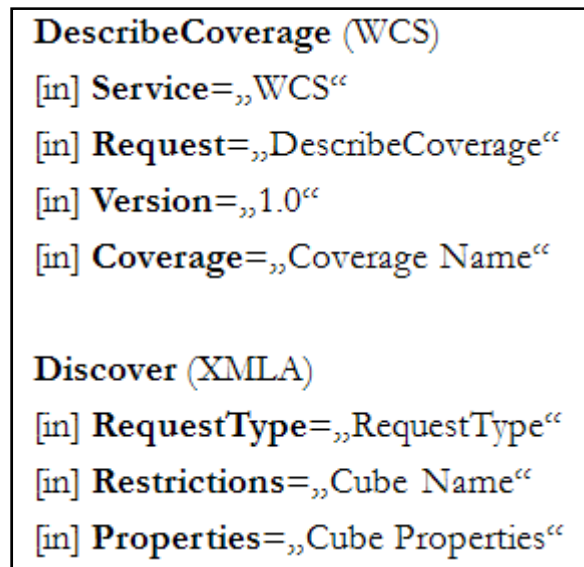 DescribeCoverage (WCS)
[in] Service=„WCS“
[in] Request=„DescribeCoverage“
[in] Version=„1.0“
[in] Coverage=„Coverage Name“
Discover (XMLA)
[in] RequestType=„RequestType“
[in] Restrictions=„Cube Name“
[in] Properties=„Cube Properties“